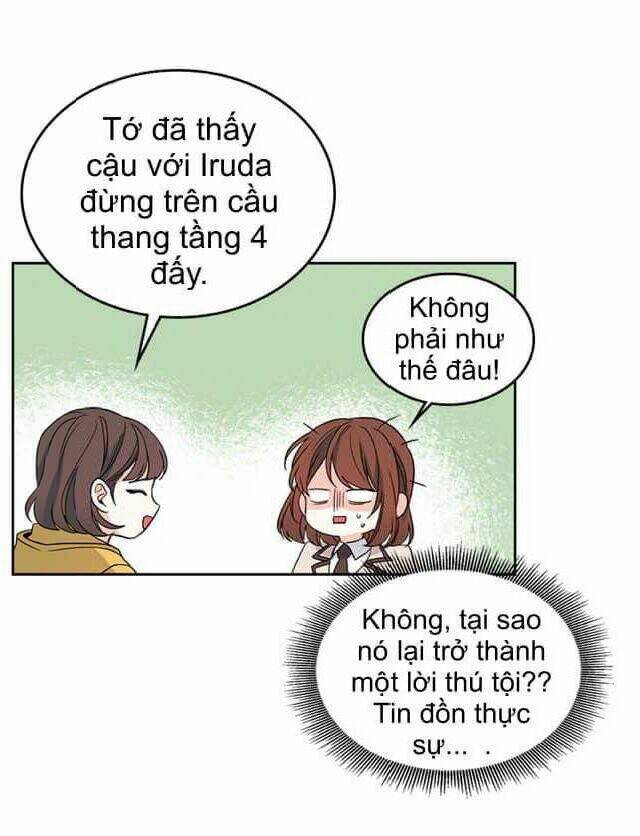 Tớ đã thấy
cậu với Iruda
đừng trên cầu
thang tầng 4
đấy.
Không
phải như
thế đâu!
Không, tại sao
nó lại trở thành
một lời thú tội??
Tin đồn thực
sự... .